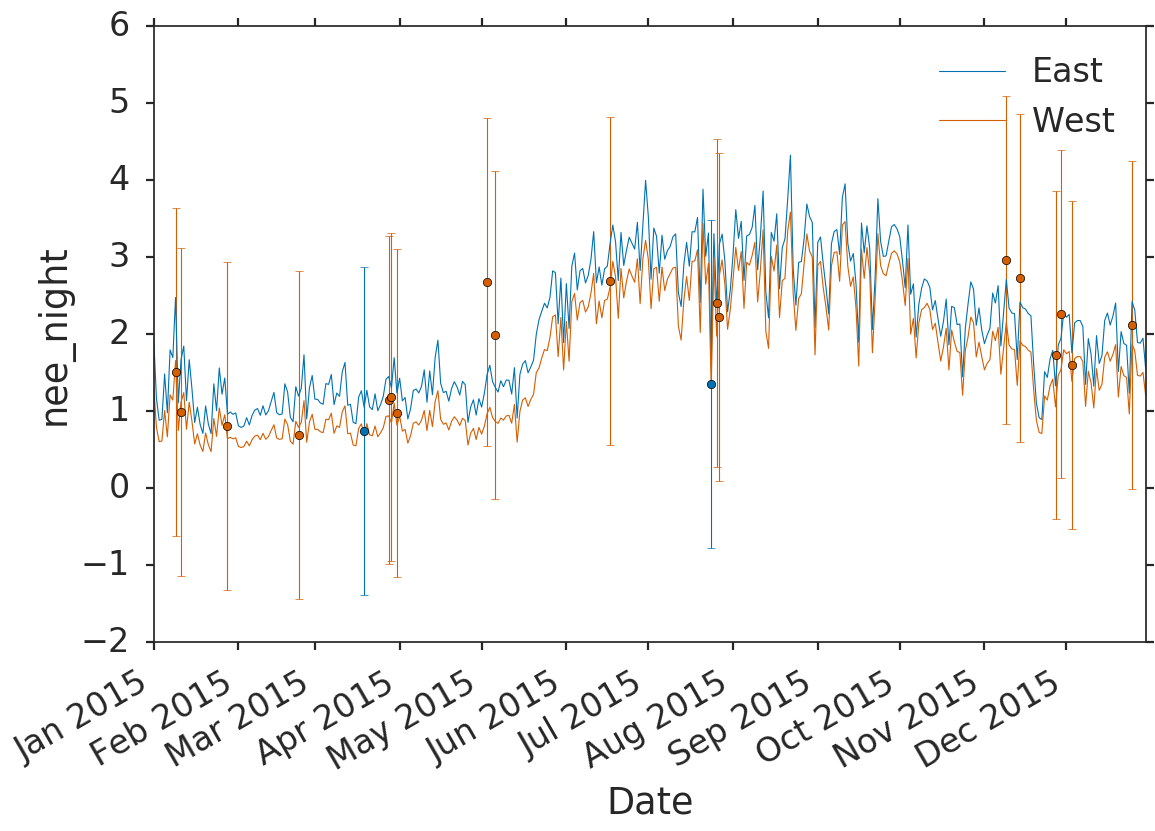 6
5
4
3
2
1
0
−1
−2
nee_night
East
West
Jan 2015
Feb 2015
Mar 2015
Apr 2015
May 2015
Jun 2015
Jul 2015
Aug 2015
Sep 2015
Oct 2015
Nov 2015
Dec 2015
Date